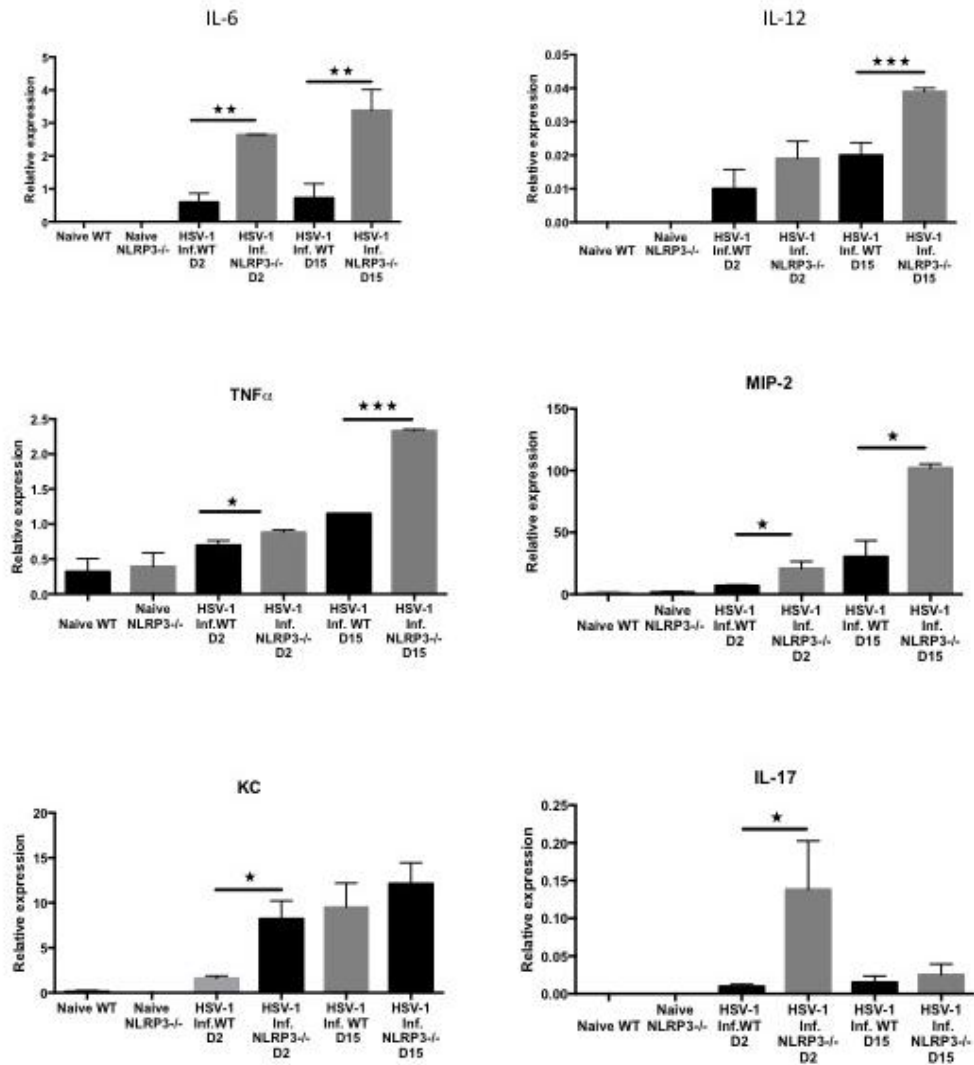 IL-6
Relative expression
5
4
3
2
1
0
★★
★★
Naive WT
Naive
NLRP3-/-
HSV-1
Inf.WT
D2
HSV-1
Inf.
NLRP3-/-
D2
HSV-1
Inf. WT
D15
HSV-1
Inf.
NLRP3-/-
D15
IL-12
Relative expression
0.05
0.04
0.03
0.02
0.01
0.00
★★★
Naive WT
Naive
NLRP3-/-
HSV-1
Inf.WT
D2
HSV-1
Inf.
NLRP3-/-
D2
HSV-1
Inf. WT
D15
HSV-1
Inf.
NLRP3-/-
D15
TNFα
Relative expression
2.5
2.0
1.5
1.0
0.5
0.0
★
★★★
Naive WT
Naive
NLRP3-/-
HSV-1
Inf.WT
D2
HSV-1
Inf.
NLRP3-/-
D2
HSV-1
Inf. WT
D15
HSV-1
Inf.
NLRP3-/-
D15
MIP-2
Relative expression
150
100
50
0
★
★
Naive WT
Naive
NLRP3-/-
HSV-1
Inf.WT
D2
HSV-1
Inf.
NLRP3-/-
D2
HSV-1
Inf. WT
D15
HSV-1
Inf.
NLRP3-/-
D15
KC
Relative expression
20
15
10
5
0
★
Naive WT
Naive
NLRP3-/-
HSV-1
Inf.WT
D2
HSV-1
Inf.
NLRP3-/-
D2
HSV-1
Inf. WT
D15
HSV-1
Inf.
NLRP3-/-
D15
IL-17
Relative expression
0.25
0.20
0.15
0.10
0.05
0.00
★
Naive WT
Naive
NLRP3-/-
HSV-1
Inf.WT
D2
HSV-1
Inf.
NLRP3-/-
D2
HSV-1
Inf. WT
D15
HSV-1
Inf.
NLRP3-/-
D15